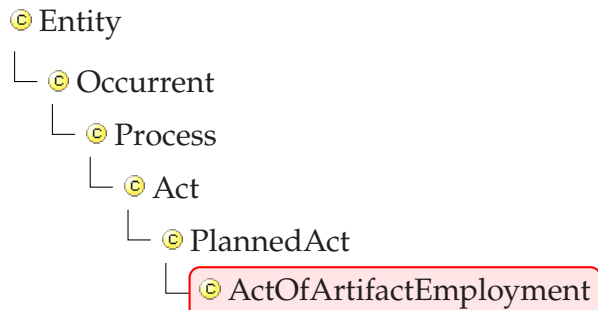 © Entity
© Occurrent
© Process
© Act
© PlannedAct
© ActOfArtifactEmployment